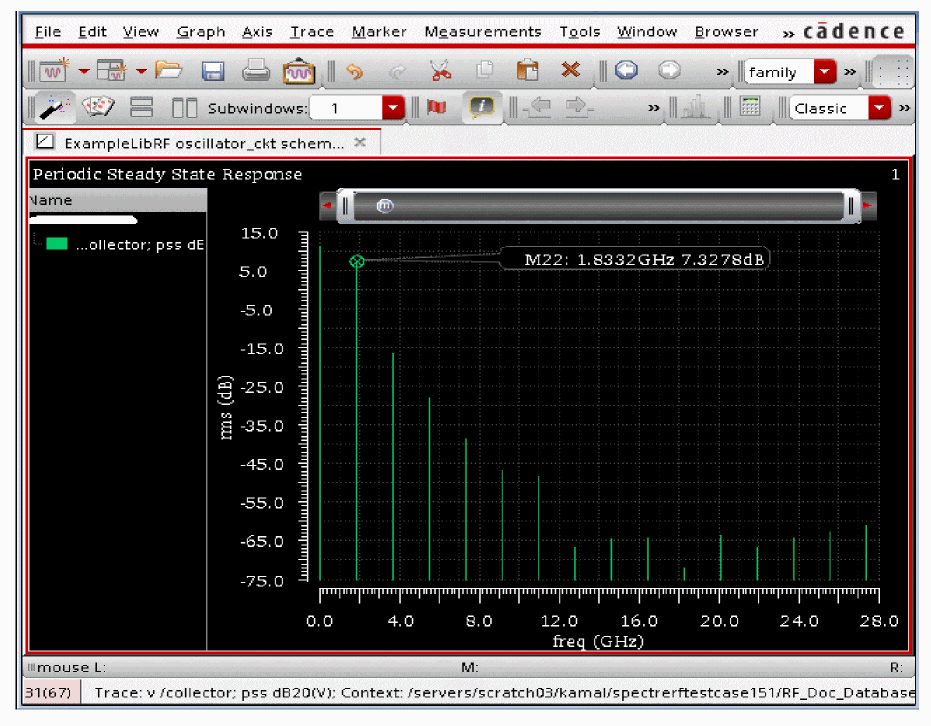 File Edit View Graph Axis Trace Marker Measurements Tools Window Browser » cādence
» family »
Subwindows: 1 » Classic »
ExampleLibRF oscillator_ckt schem... ×
Periodic Steady State Response 1
Name
...ollector; pss dB
M22: 1.8332GHz 7.3278dB
15.0
5.0
-5.0
-15.0
-25.0
-35.0
-45.0
-55.0
-65.0
-75.0
rms (dB)
0.0 4.0 8.0 12.0 16.0 20.0 24.0 28.0
freq (GHz)
mouse L: M: R:
31(67) Trace: v /collector; pss dB20(V); Context: /servers/scratch03/kamal/spectrerftestcase151/RF_Doc_Database